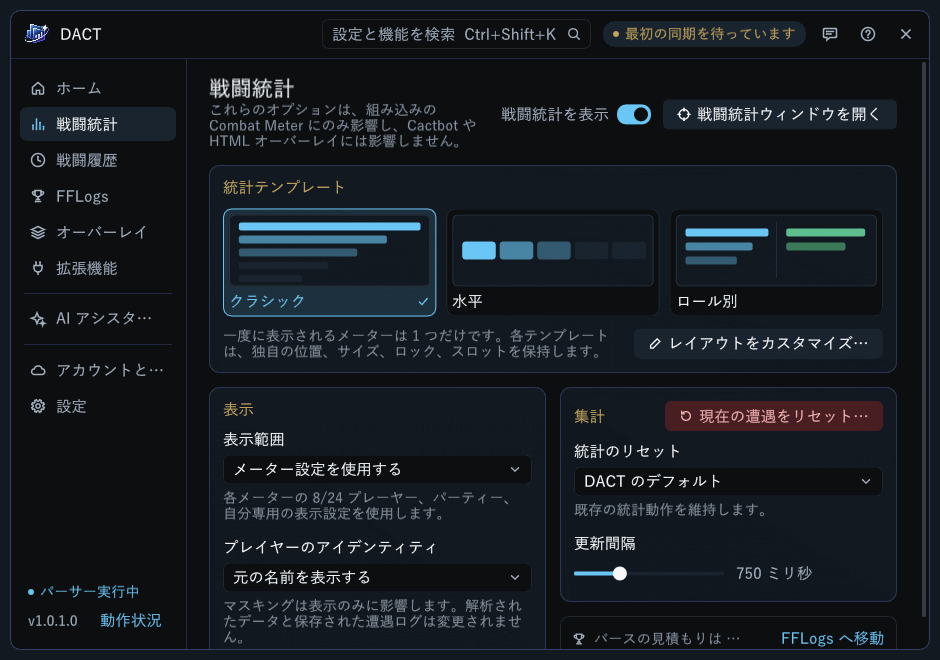 DACT
設定と機能を検索 Ctrl+Shift+K
最初の同期を待っています
ホーム
戦闘統計
戦闘履歴
FFLogs
オーバーレイ
拡張機能
AI アシスタ…
アカウントと…
設定
パーサー実行中
v1.0.1.0 動作状況
戦闘統計
これらのオプションは、組み込みの
Combat Meter にのみ影響し、Cactbot や
HTML オーバーレイには影響しません。
戦闘統計を表示
戦闘統計ウィンドウを開く
統計テンプレート
クラシック
水平
ロール別
一度に表示されるメーターは 1 つだけです。各テンプレート
は、独自の位置、サイズ、ロック、スロットを保持します。
レイアウトをカスタマイズ…
表示
表示範囲
メーター設定を使用する
各メーターの 8/24 プレーヤー、パーティー、
自分専用の表示設定を使用します。
プレイヤーのアイデンティティ
元の名前を表示する
マスキングは表示のみに影響します。解析され
たデータと保存された遭遇ログは変更されませ
ん。
集計
現在の遭遇をリセット…
統計のリセット
DACT のデフォルト
既存の統計動作を維持します。
更新間隔
750 ミリ秒
パースの見積もりは …
FFLogs へ移動